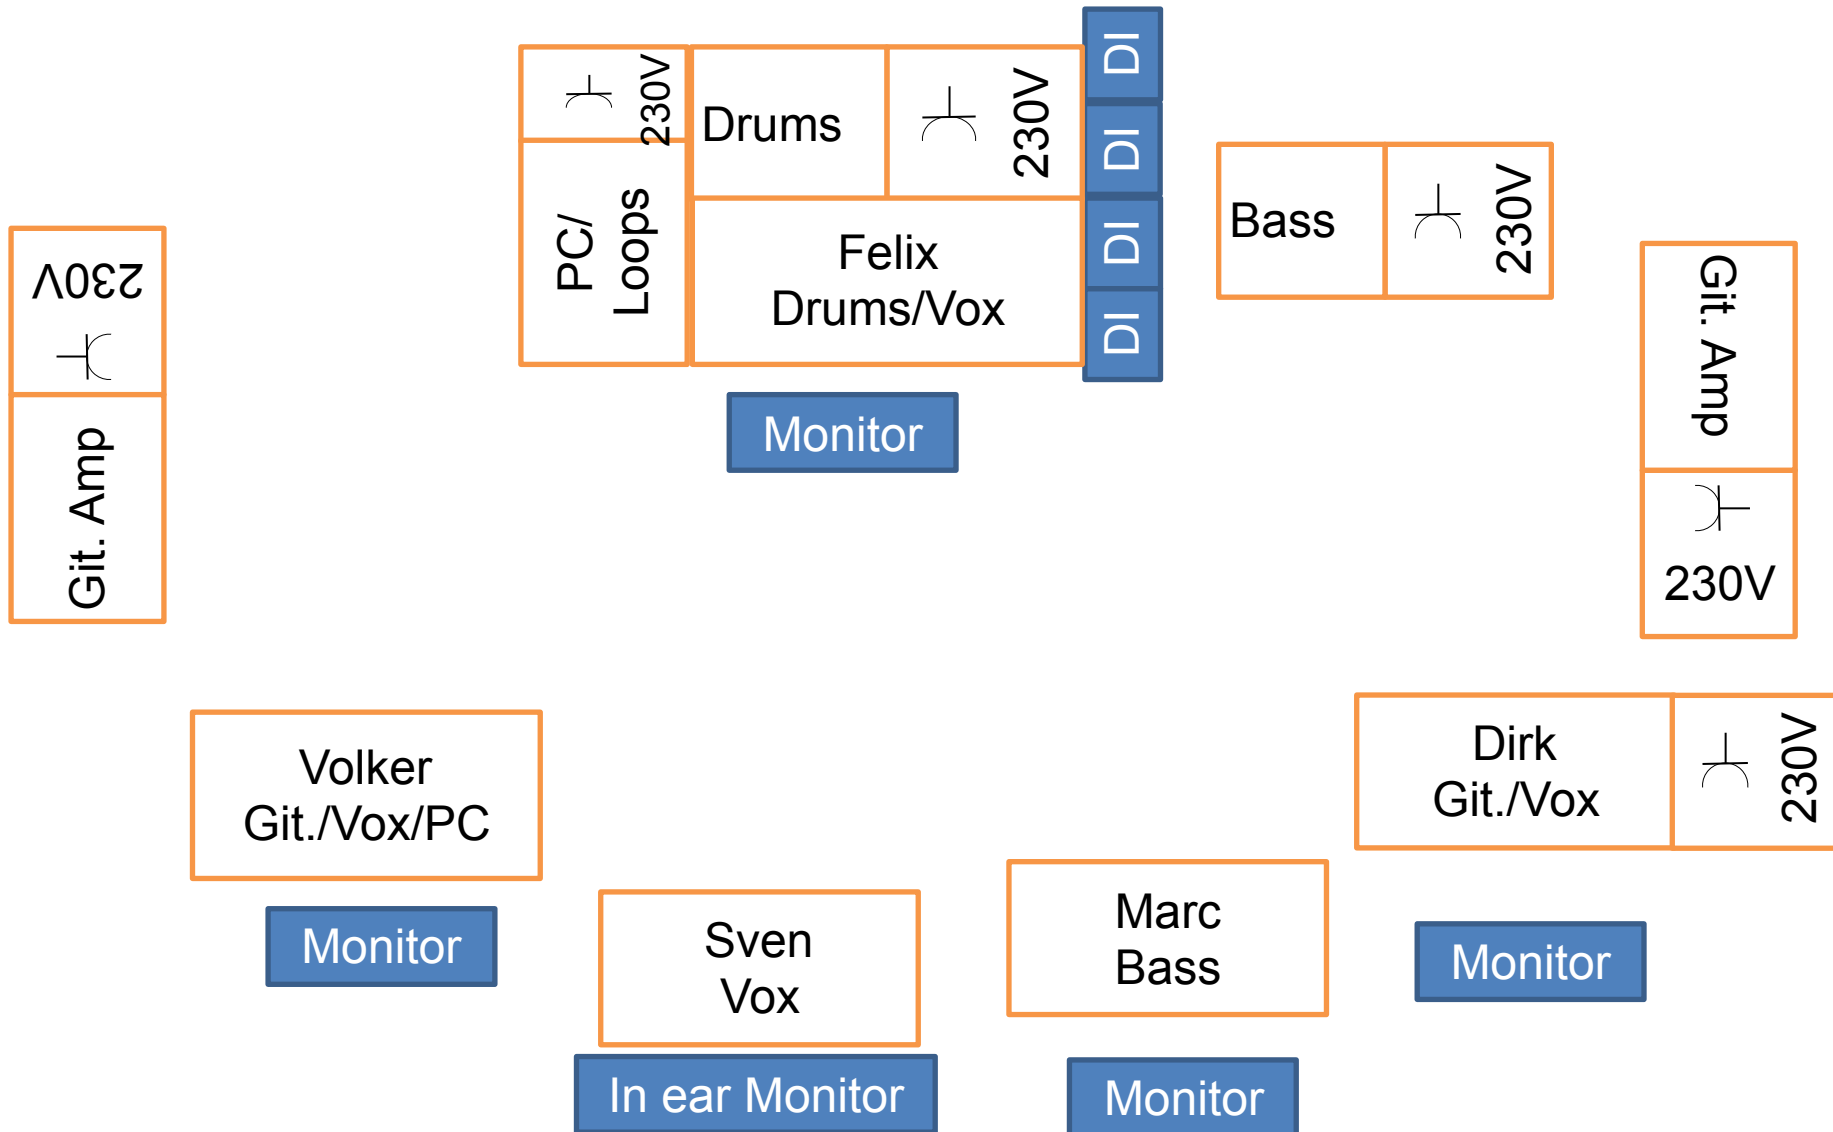 230V
Drums
230V
DI
DI
DI
DI
PC/
Loops
Felix
Drums/Vox
Monitor
Bass
230V
230V
Git. Amp
Git. Amp
230V
Volker
Git./Vox/PC
Monitor
Sven
Vox
In ear Monitor
Marc
Bass
Monitor
Dirk
Git./Vox
230V
Monitor